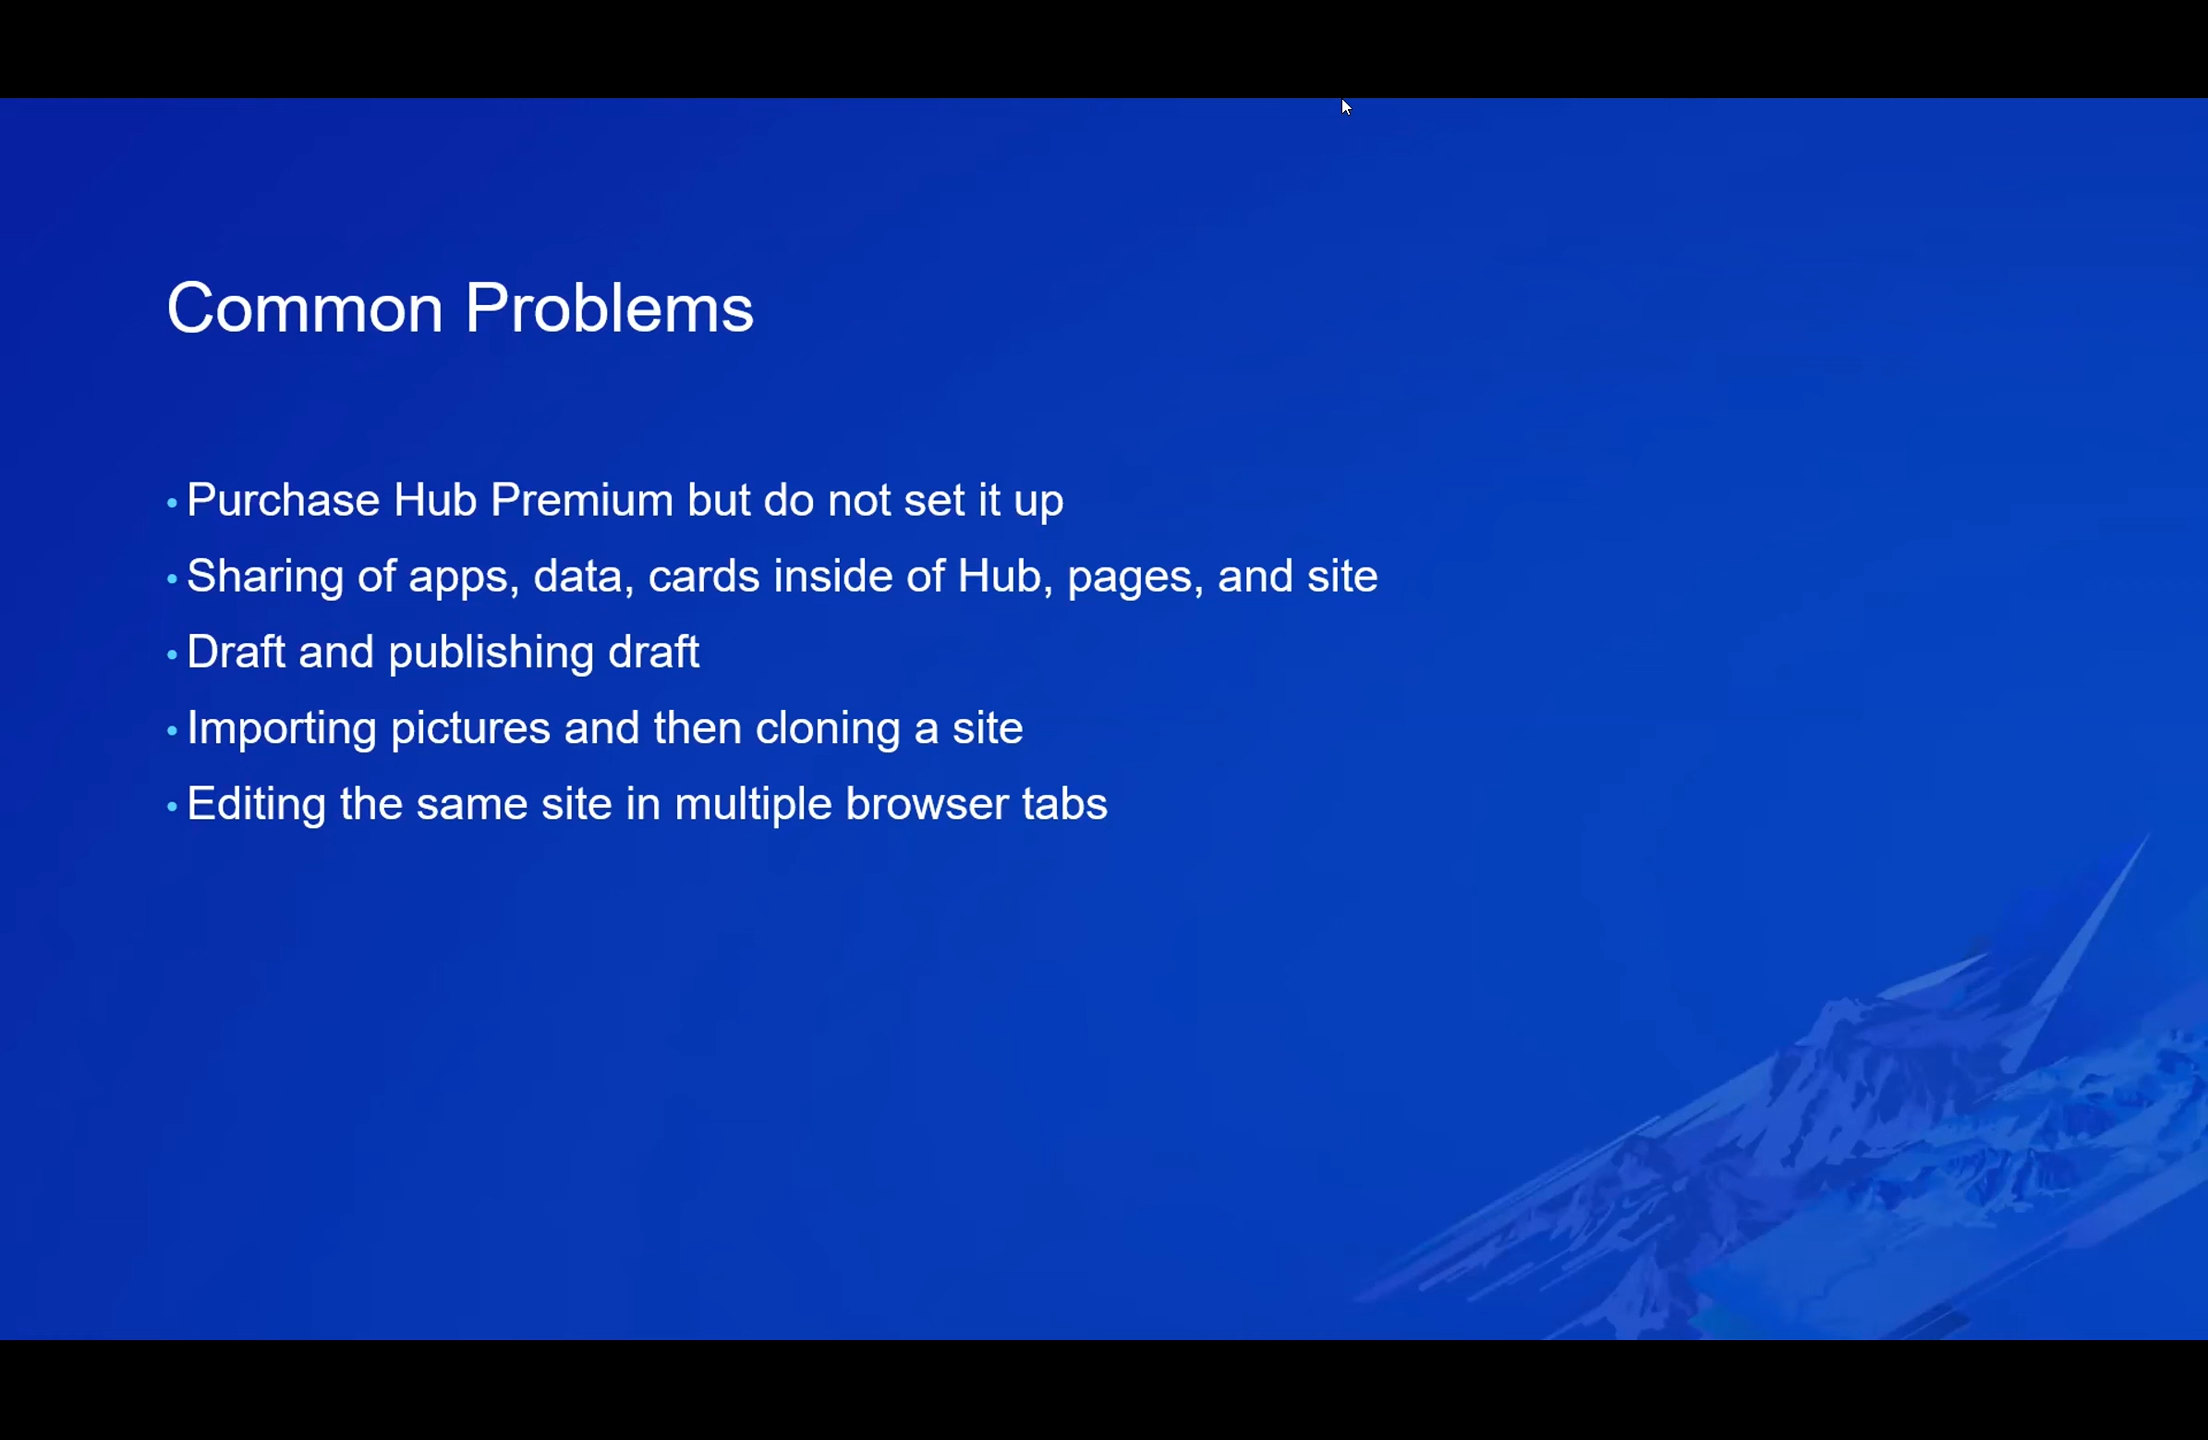 Common Problems
• Purchase Hub Premium but do not set it up
• Sharing of apps, data, cards inside of Hub, pages, and site
• Draft and publishing draft
• Importing pictures and then cloning a site
• Editing the same site in multiple browser tabs